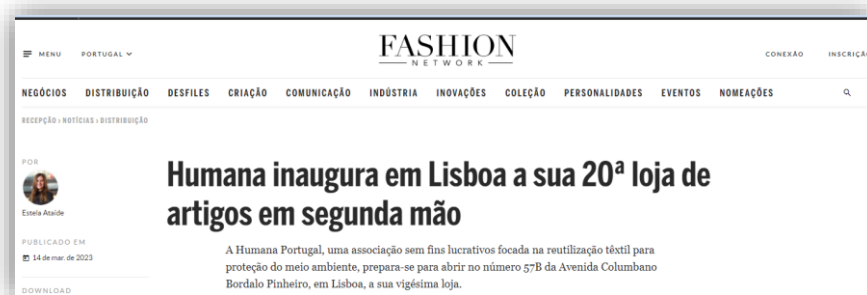 MENU PORTUGAL
FASHION
NETWORK
CONEXÃO INSCRIÇÃO
NEGÓCIOS DISTRIBUIÇÃO DESFILES CRIAÇÃO COMUNICAÇÃO INDÚSTRIA INOVAÇÕES COLEÇÃO PERSONALIDADES EVENTOS NOMEAÇÕES
RECEPÇÃO › NOTÍCIAS › DISTRIBUIÇÃO
POR
Estela Ataíde
PUBLICADO EM
14 de mar. de 2023
DOWNLOAD
Humana inaugura em Lisboa a sua 20ª loja de
artigos em segunda mão
A Humana Portugal, uma associação sem fins lucrativos focada na reutilização têxtil para
proteção do meio ambiente, prepara-se para abrir no número 57B da Avenida Columbano
Bordalo Pinheiro, em Lisboa, a sua vigésima loja.